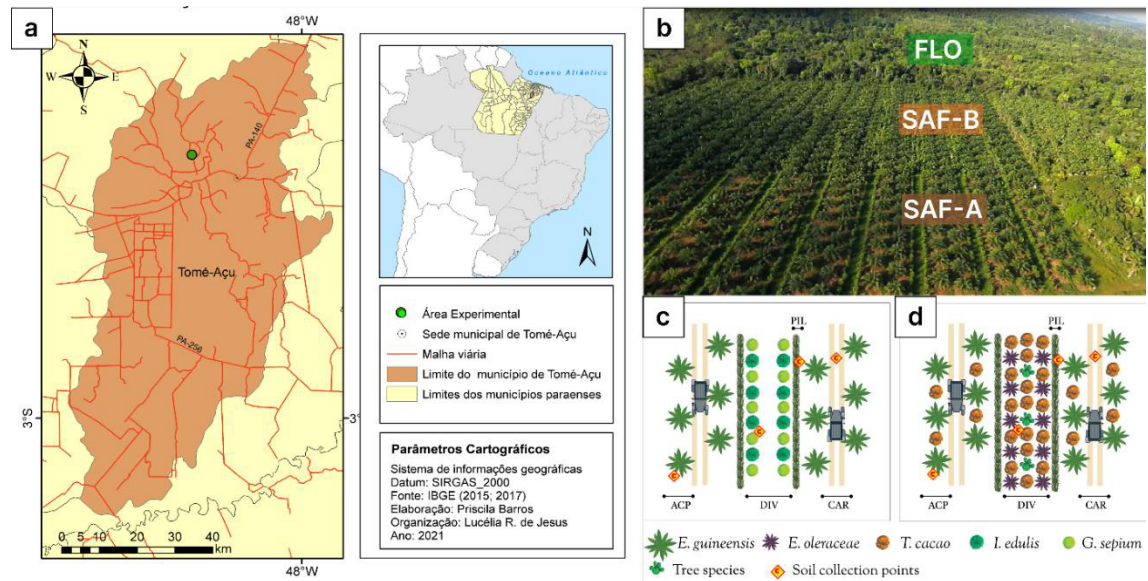 a
48°W
N
W
E
S
PA-140
Tomé-Açu
PA-256
3°S
3°
0 5 10 20 30 40
km
48°W
Oceano Atlântico
N
Área Experimental
Sede municipal de Tomé-Açu
Malha viária
Limite do município de Tomé-Açu
Limites dos municípios paraenses
Parâmetros Cartográficos
Sistema de informações geográficas
Datum: SIRGAS_2000
Fonte: IBGE (2015; 2017)
Elaboração: Priscila Barros
Organização: Lucélia R. de Jesus
Ano: 2021
b
FLO
SAF-B
SAF-A
c
PIL
C
C
C
C
ACP
DIV
CAR
d
PIL
C
C
C
C
ACP
DIV
CAR
E. guineensis
E. oleraceae
T. cacao
I. edulis
G. sepium
Tree species
C
Soil collection points